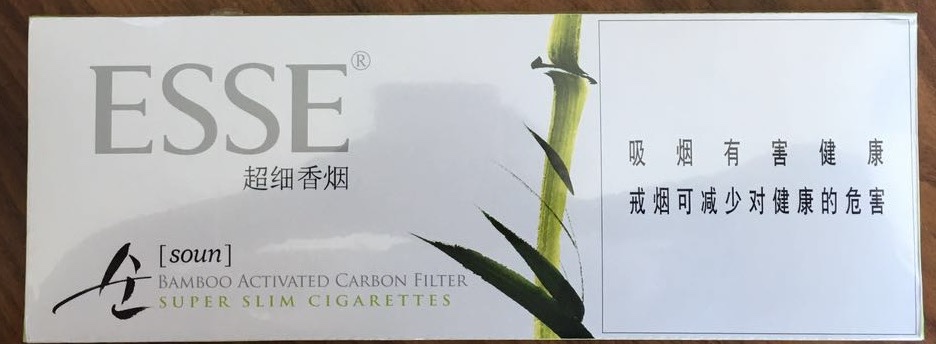 ESSE®
超细香烟
순 [soun]
BAMBOO ACTIVATED CARBON FILTER
SUPER SLIM CIGARETTES
吸烟有害健康
戒烟可减少对健康的危害